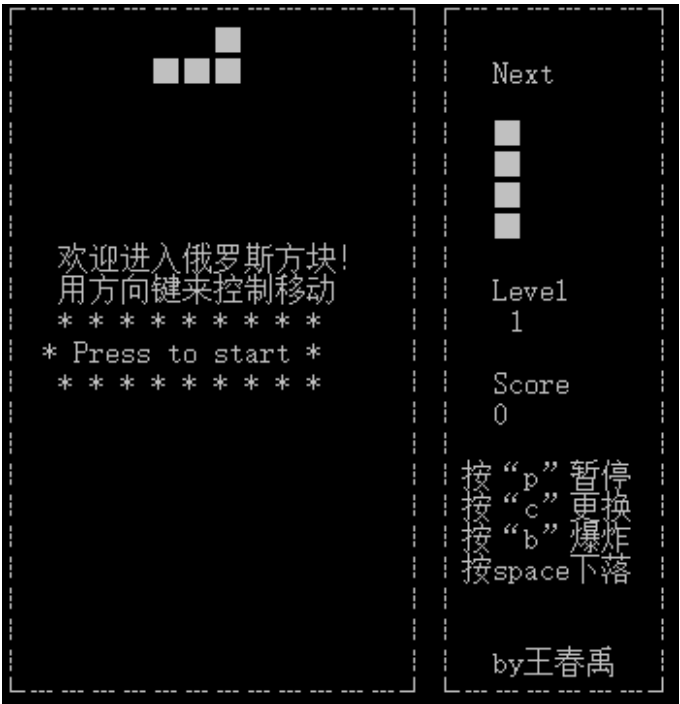 欢迎进入俄罗斯方块!
用方向键来控制移动
* * * * * * * * *
* Press to start *
* * * * * * * * *
Next
Level
1
Score
0
按“p”暂停
按“c”更换
按“b”爆炸
按space下落
by王春禹